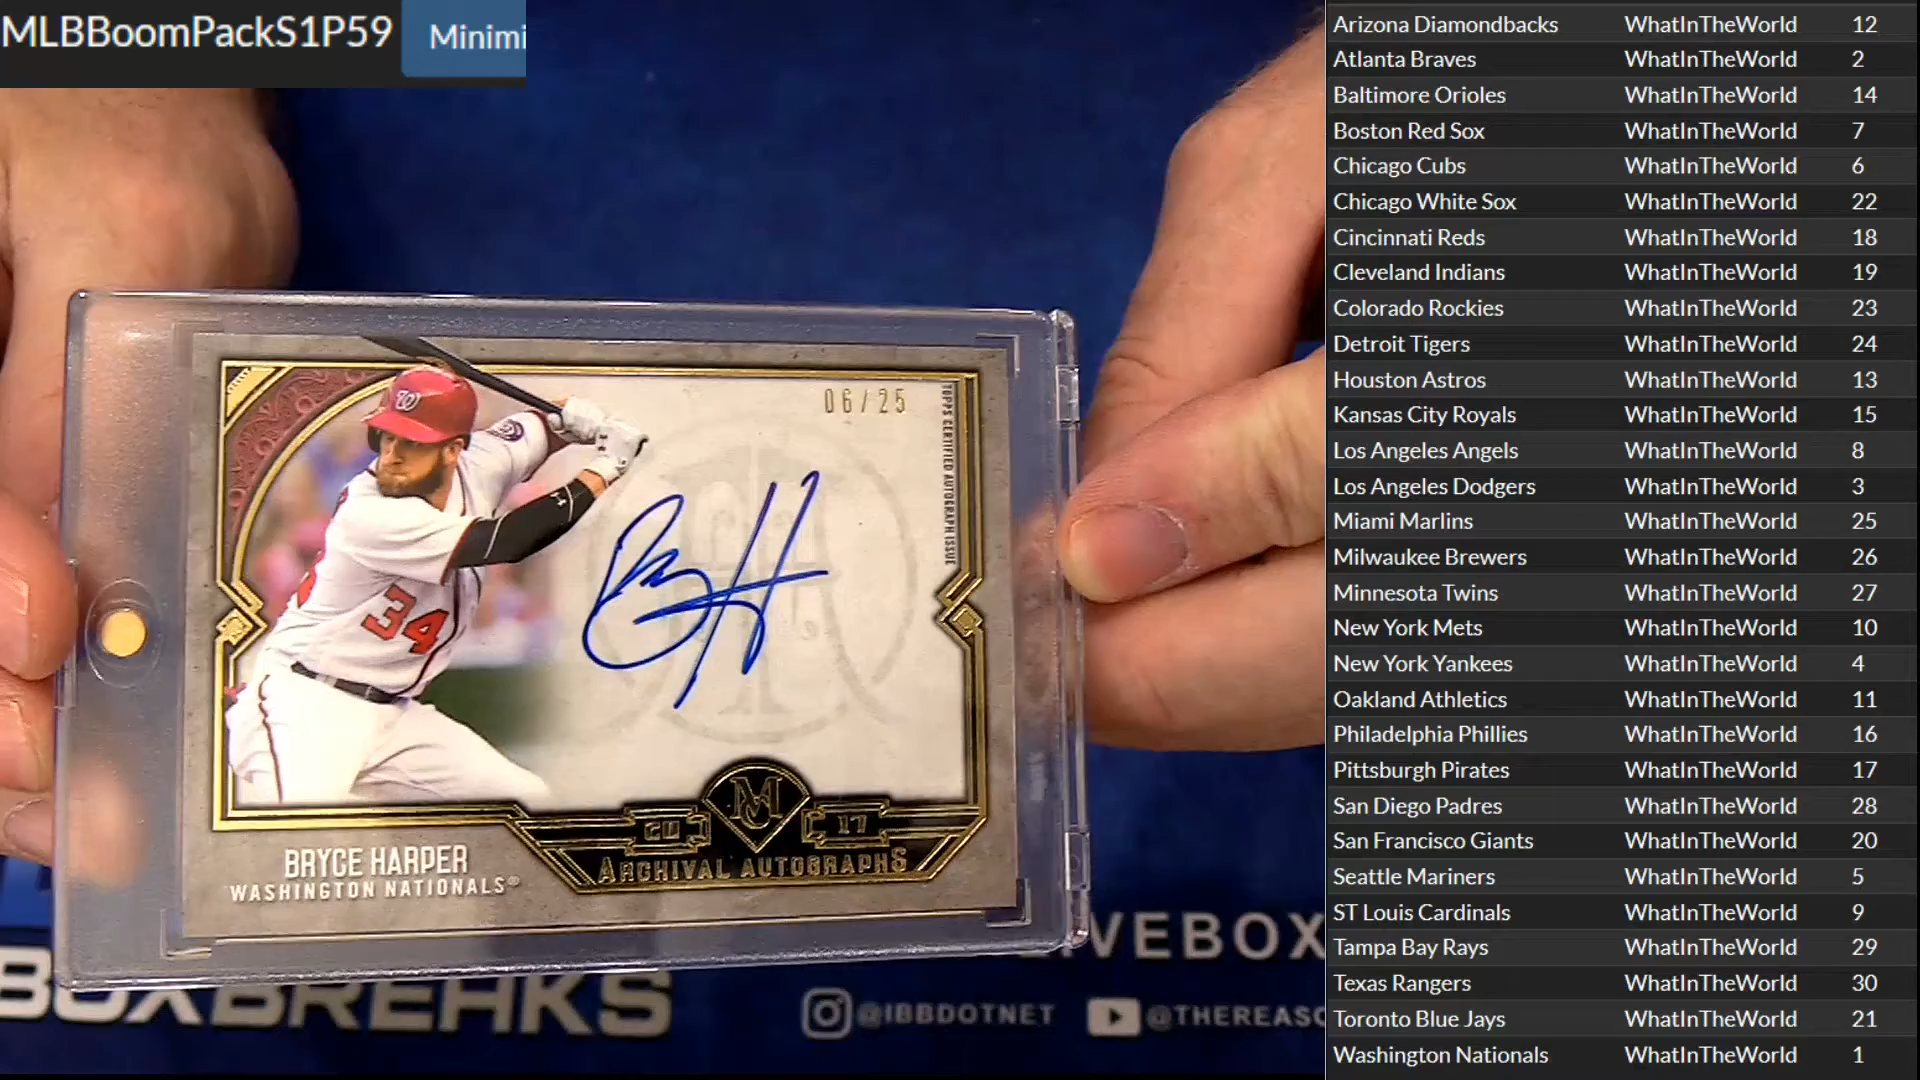 MLBBoomPackS1P59 Minimi
06/25
TOPPS CERTIFIED AUTOGRAPH ISSUE
W
34
M
CU 17
ARCHIVAL AUTOGRAPHS
BRYCE HARPER
WASHINGTON NATIONALS®
IVEBOX
BOXBREAKS
@IBBDOTNET @THEREASO
Arizona Diamondbacks WhatInTheWorld 12
Atlanta Braves WhatInTheWorld 2
Baltimore Orioles WhatInTheWorld 14
Boston Red Sox WhatInTheWorld 7
Chicago Cubs WhatInTheWorld 6
Chicago White Sox WhatInTheWorld 22
Cincinnati Reds WhatInTheWorld 18
Cleveland Indians WhatInTheWorld 19
Colorado Rockies WhatInTheWorld 23
Detroit Tigers WhatInTheWorld 24
Houston Astros WhatInTheWorld 13
Kansas City Royals WhatInTheWorld 15
Los Angeles Angels WhatInTheWorld 8
Los Angeles Dodgers WhatInTheWorld 3
Miami Marlins WhatInTheWorld 25
Milwaukee Brewers WhatInTheWorld 26
Minnesota Twins WhatInTheWorld 27
New York Mets WhatInTheWorld 10
New York Yankees WhatInTheWorld 4
Oakland Athletics WhatInTheWorld 11
Philadelphia Phillies WhatInTheWorld 16
Pittsburgh Pirates WhatInTheWorld 17
San Diego Padres WhatInTheWorld 28
San Francisco Giants WhatInTheWorld 20
Seattle Mariners WhatInTheWorld 5
ST Louis Cardinals WhatInTheWorld 9
Tampa Bay Rays WhatInTheWorld 29
Texas Rangers WhatInTheWorld 30
Toronto Blue Jays WhatInTheWorld 21
Washington Nationals WhatInTheWorld 1